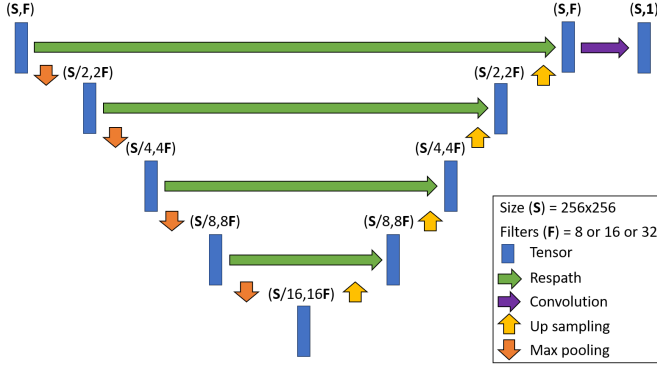 (S,F)
(S,F)
(S,1)
(S/2,2F)
(S/2,2F)
(S/4,4F)
(S/4,4F)
(S/8,8F)
(S/8,8F)
(S/16,16F)
Size (S) = 256x256
Filters (F) = 8 or 16 or 32
Tensor
Respath
Convolution
Up sampling
Max pooling